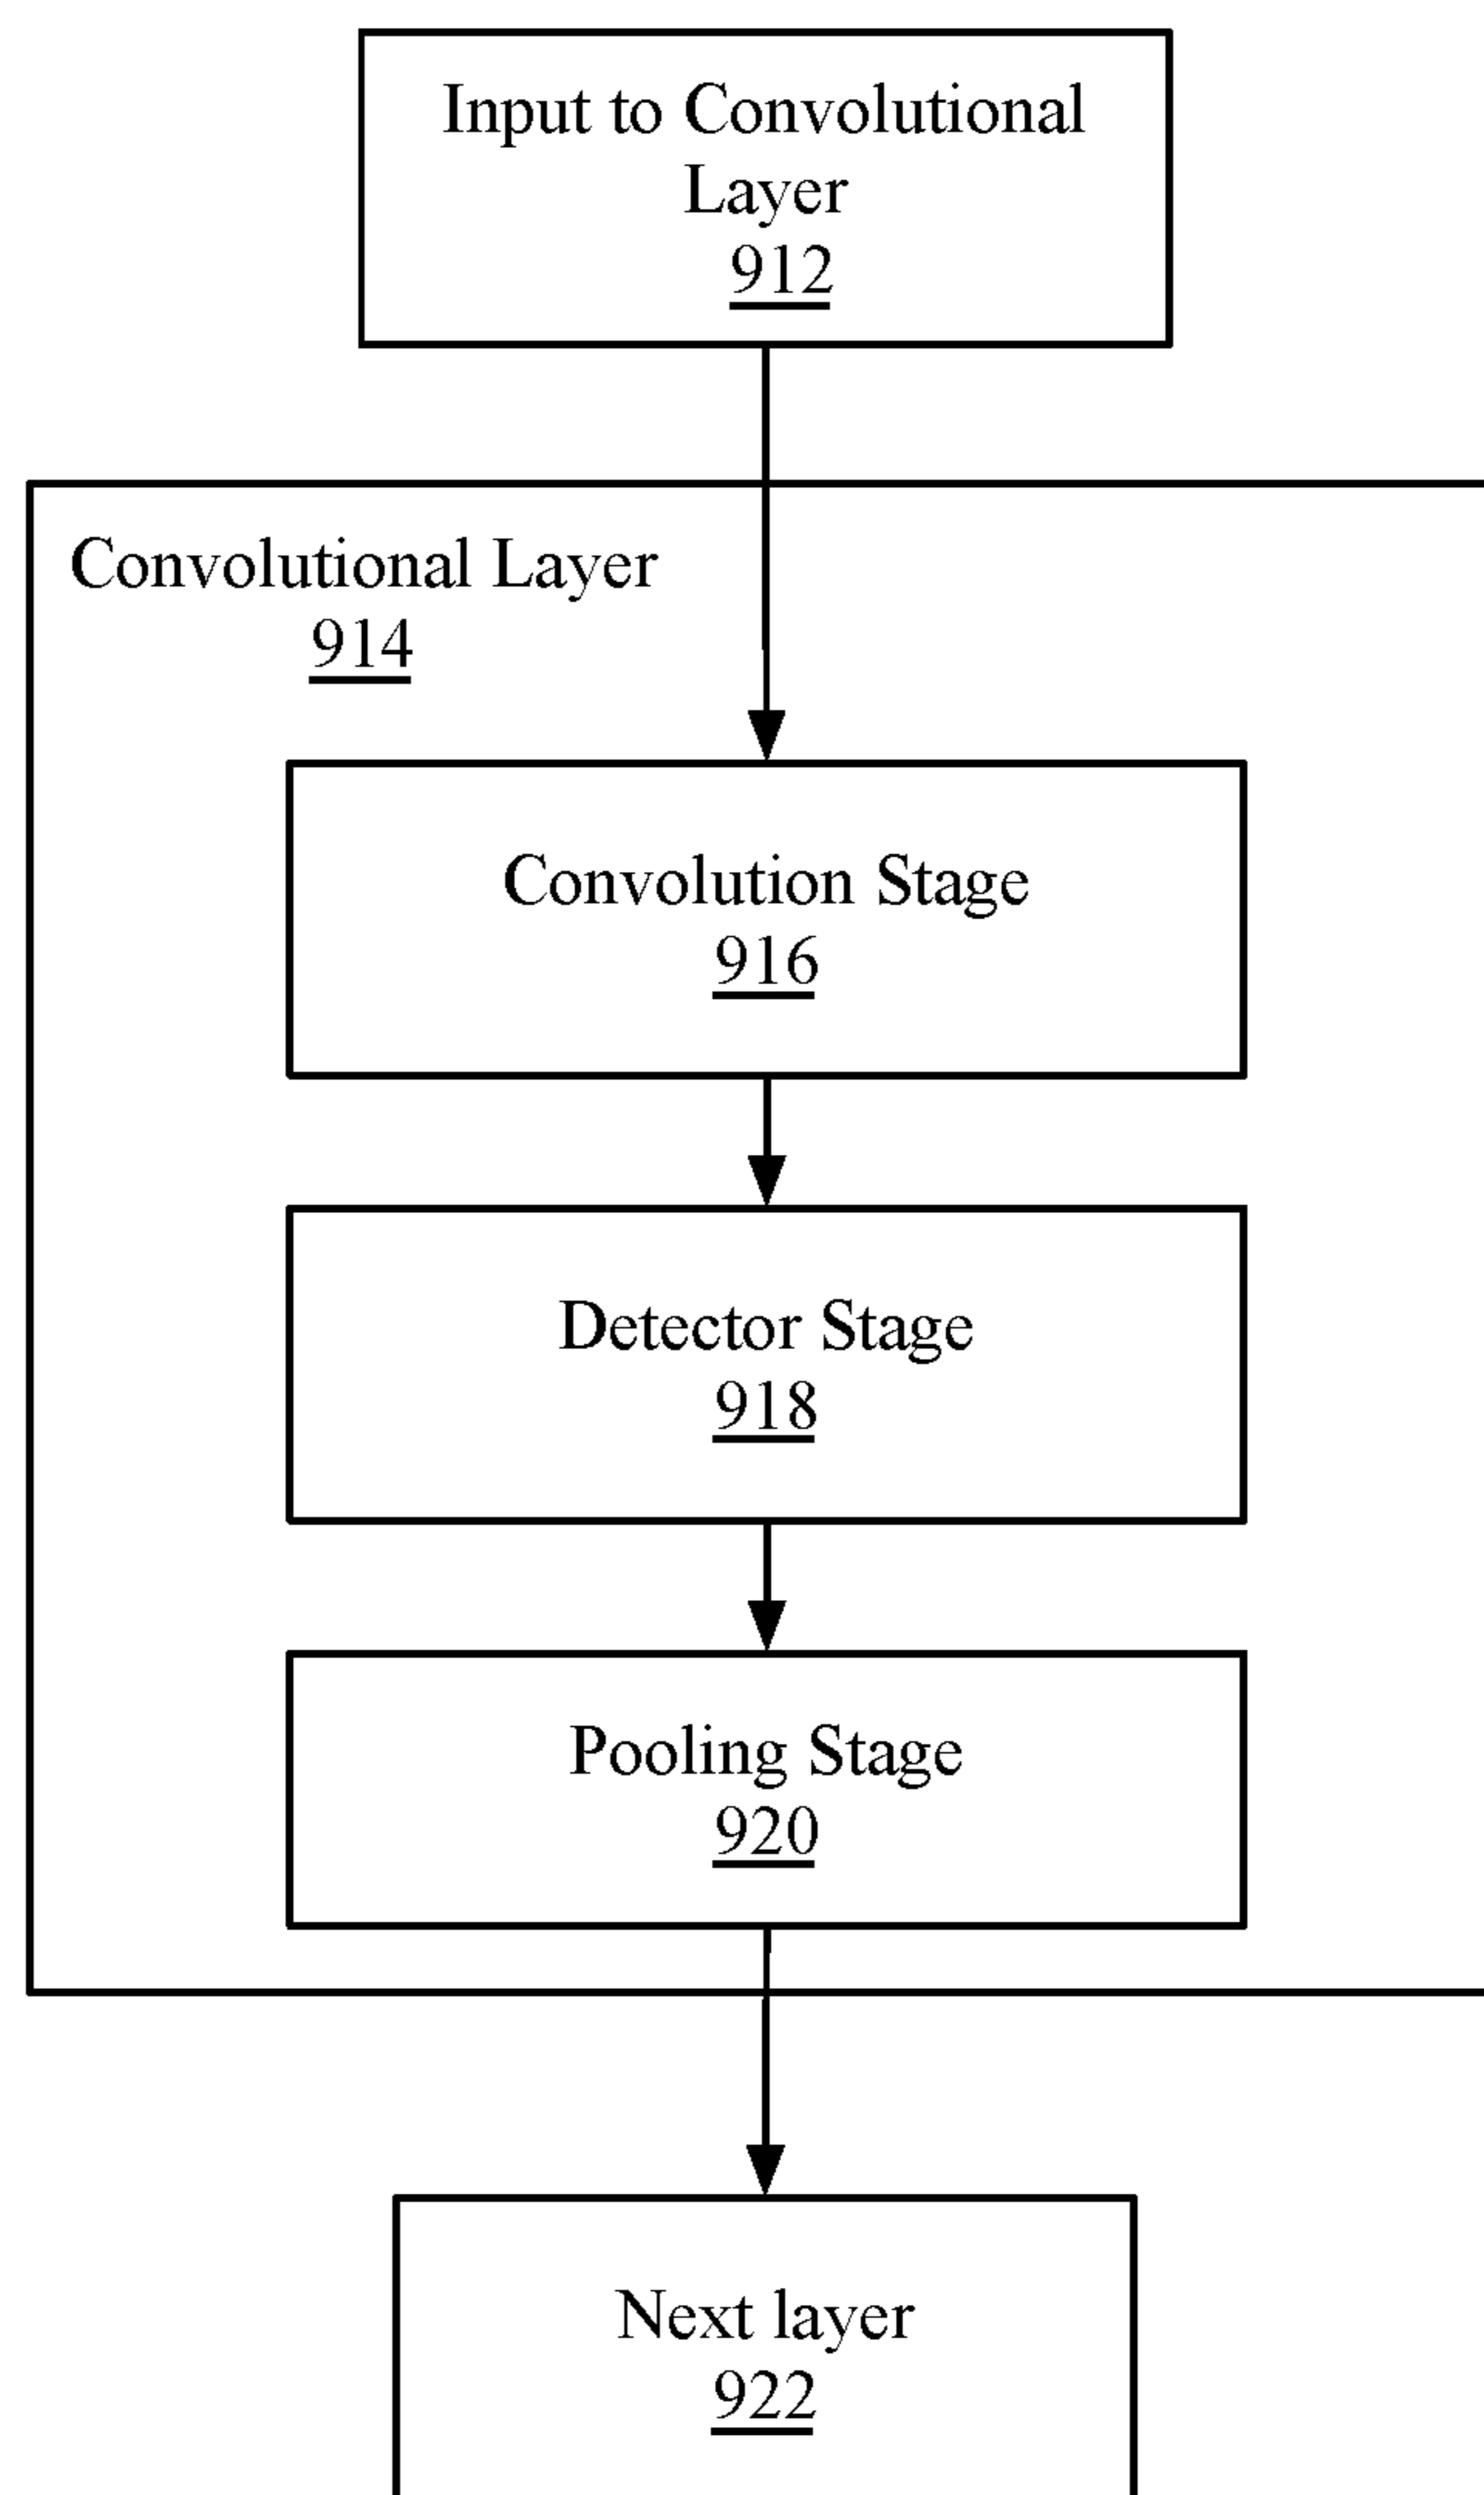 Input to Convolutional
Layer
912
Convolutional Layer
914
Convolution Stage
916
Detector Stage
918
Pooling Stage
920
Next layer
922